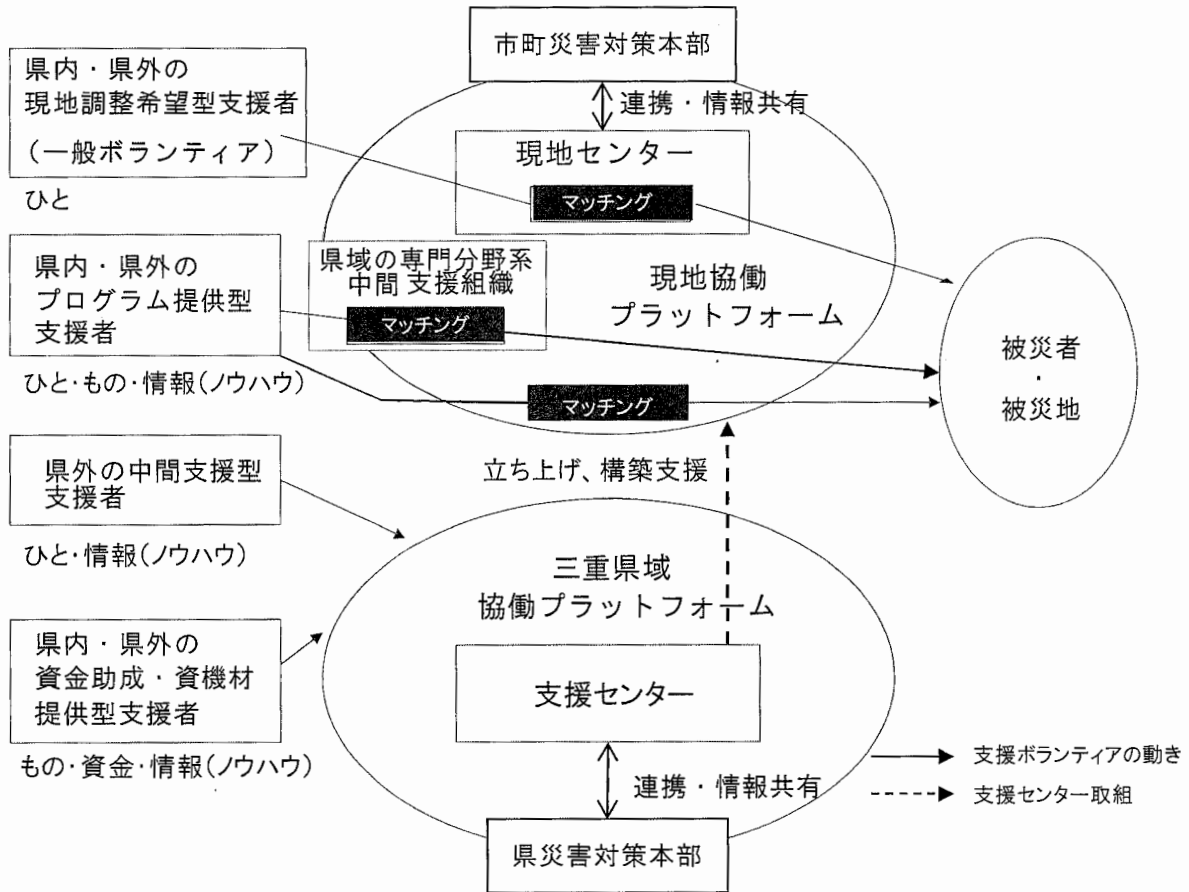 市町災害対策本部
県内・県外の
現地調整希望型支援者
（一般ボランティア）
ひと
連携・情報共有
現地センター
マッチング
県内・県外の
プログラム提供型
支援者
ひと・もの・情報(ノウハウ)
県域の専門分野系
中間支援組織
マッチング
現地協働
プラットフォーム
マッチング
被災者
・
被災地
立ち上げ、構築支援
県外の中間支援型
支援者
ひと・情報(ノウハウ)
三重県域
協働プラットフォーム
県内・県外の
資金助成・資機材
提供型支援者
もの・資金・情報(ノウハウ)
支援センター
連携・情報共有
県災害対策本部
支援ボランティアの動き
支援センター取組